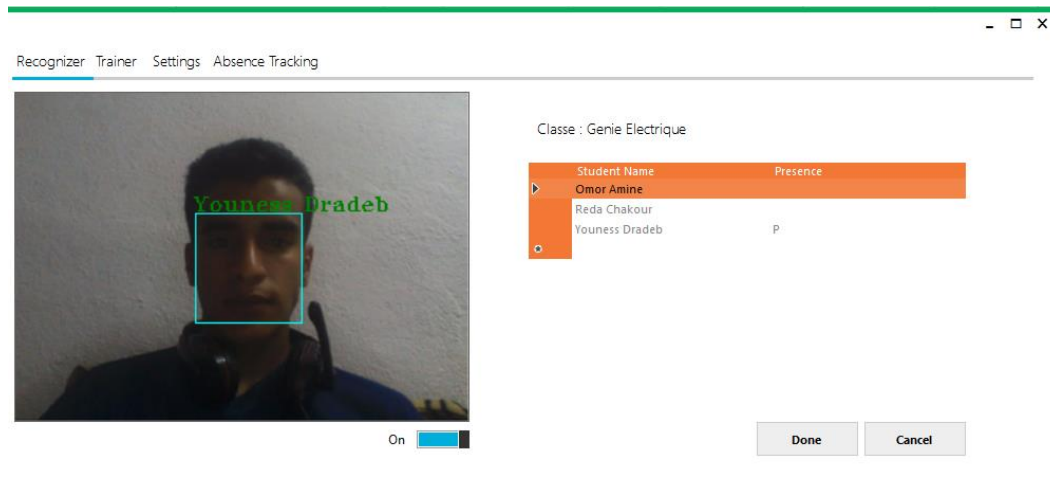 Recognizer Trainer Settings Absence Tracking
Youness Dradeb
On
Classe : Genie Electrique
Student Name Presence
Omor Amine
Reda Chakour
Youness Dradeb P
Done Cancel